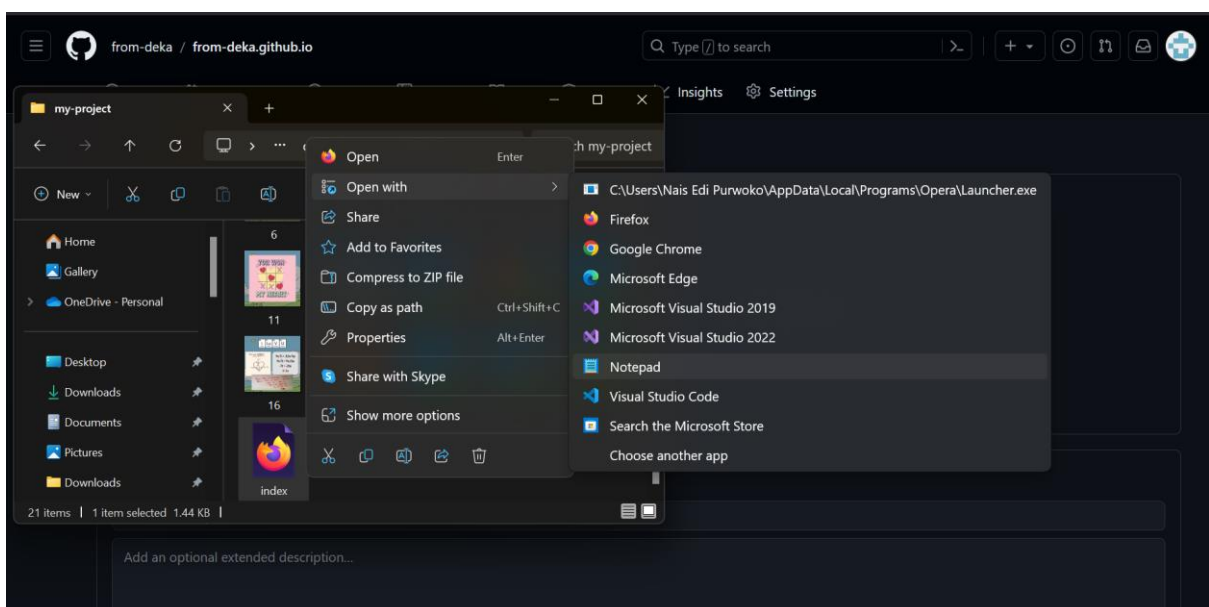 from-deka / from-deka.github.io
Type / to search
Insights
Settings
my-project
my-project
New
Home
Gallery
OneDrive - Personal
Desktop
Downloads
Documents
Pictures
Downloads
6
YOU WON
MY HEART
11
16
index
21 items 1 item selected 1.44 KB
Open Enter
Open with
Share
Add to Favorites
Compress to ZIP file
Copy as path Ctrl+Shift+C
Properties Alt+Enter
Share with Skype
Show more options
C:\Users\Nais Edi Purwoko\AppData\Local\Programs\Opera\Launcher.exe
Firefox
Google Chrome
Microsoft Edge
Microsoft Visual Studio 2019
Microsoft Visual Studio 2022
Notepad
Visual Studio Code
Search the Microsoft Store
Choose another app
Add an optional extended description...